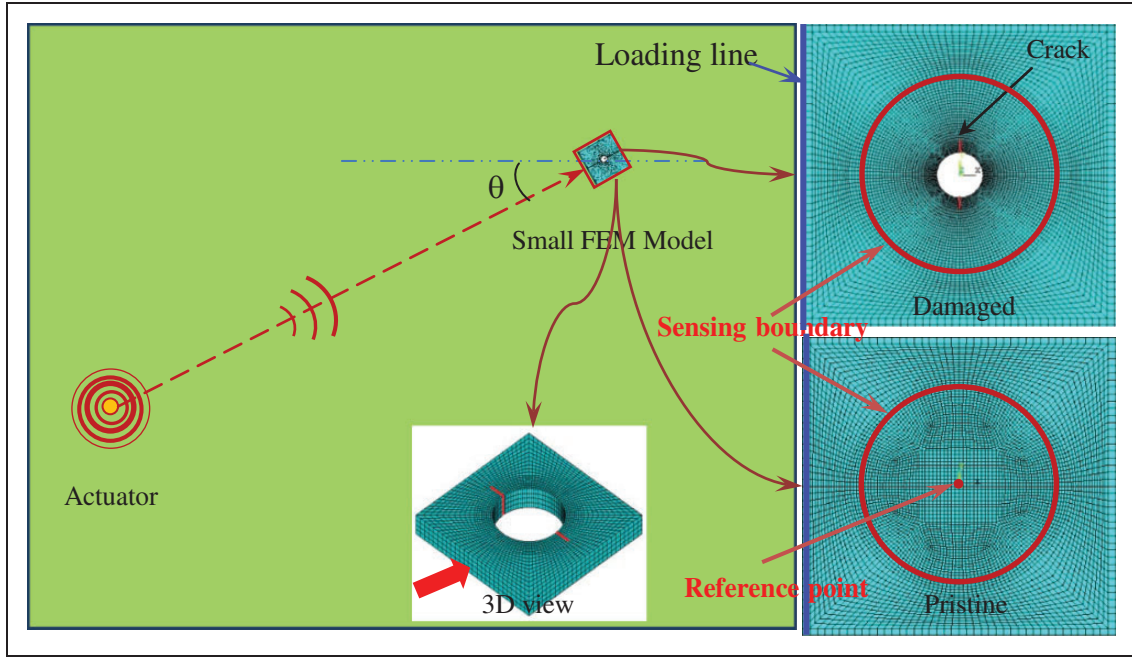 Loading line
Crack
θ
Small FEM Model
Damaged
Sensing boundary
Actuator
3D view
Reference point
Pristine